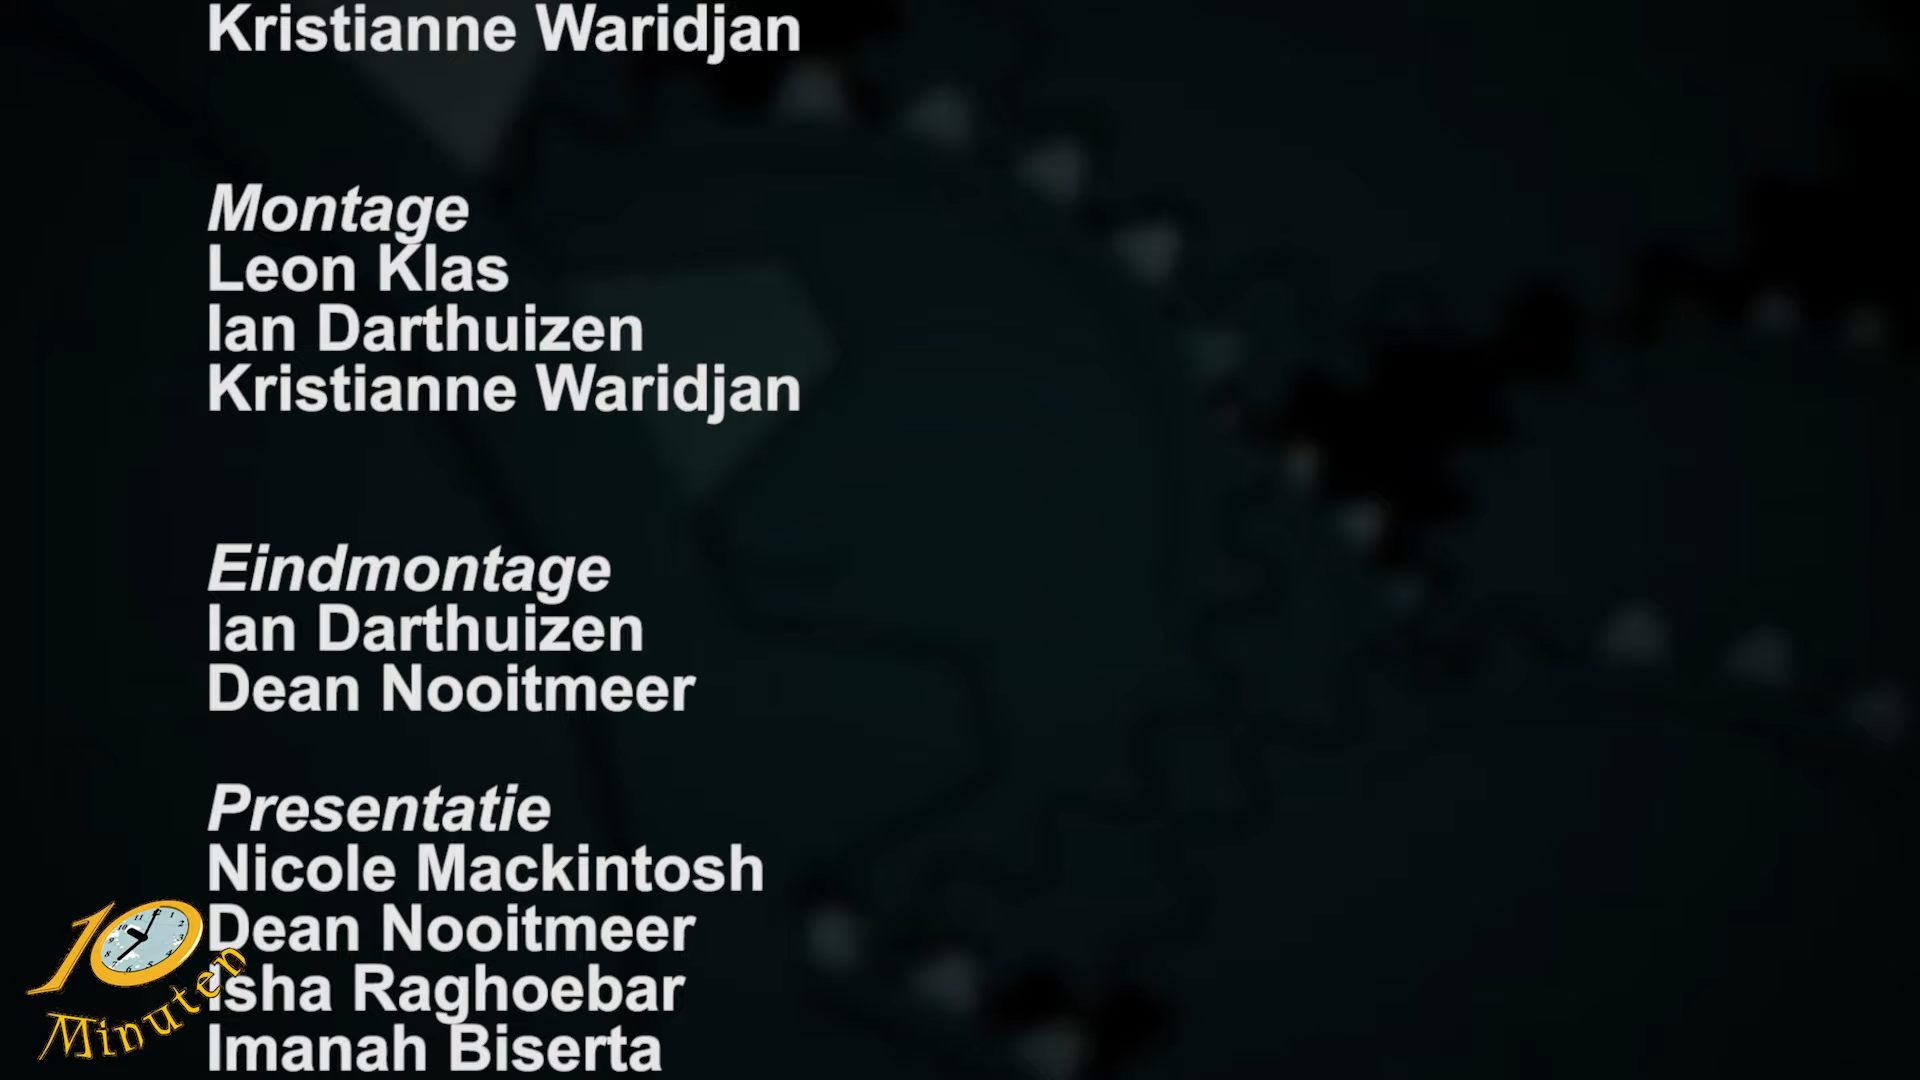 Kristianne Waridjan
Montage
Leon Klas
Ian Darthuizen
Kristianne Waridjan
Eindmontage
Ian Darthuizen
Dean Nooitmeer
Presentatie
Nicole Mackintosh
Dean Nooitmeer
Isha Raghoebar
Imanah Biserta
10
Minuten